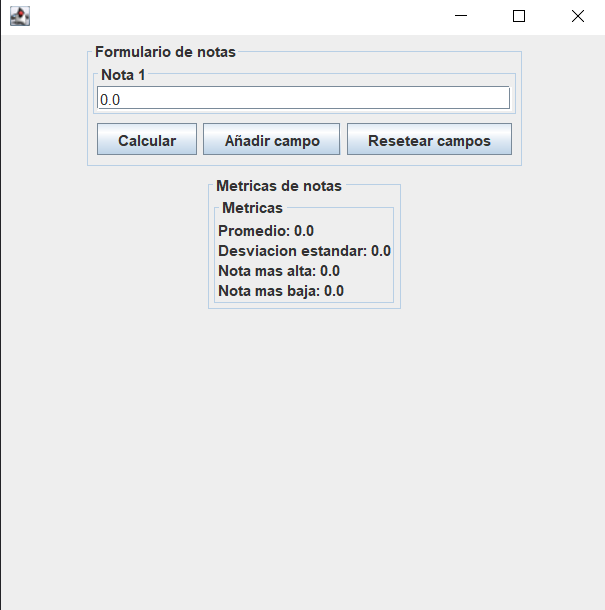 Formulario de notas
Nota 1
0.0
Calcular Añadir campo Resetear campos
Metricas de notas
Metricas
Promedio: 0.0
Desviacion estandar: 0.0
Nota mas alta: 0.0
Nota mas baja: 0.0